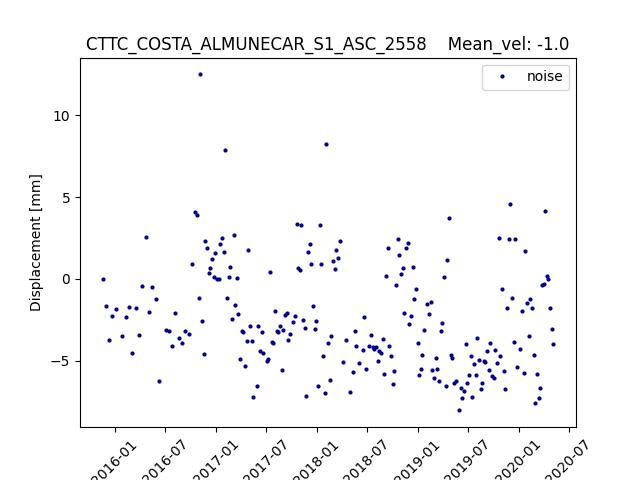 CTTC_COSTA_ALMUNECAR_S1_ASC_2558 Mean_vel: -1.0
noise
Displacement [mm]
10
5
0
−5
2016-01 2016-07 2017-01 2017-07 2018-01 2018-07 2019-01 2019-07 2020-01 2020-07